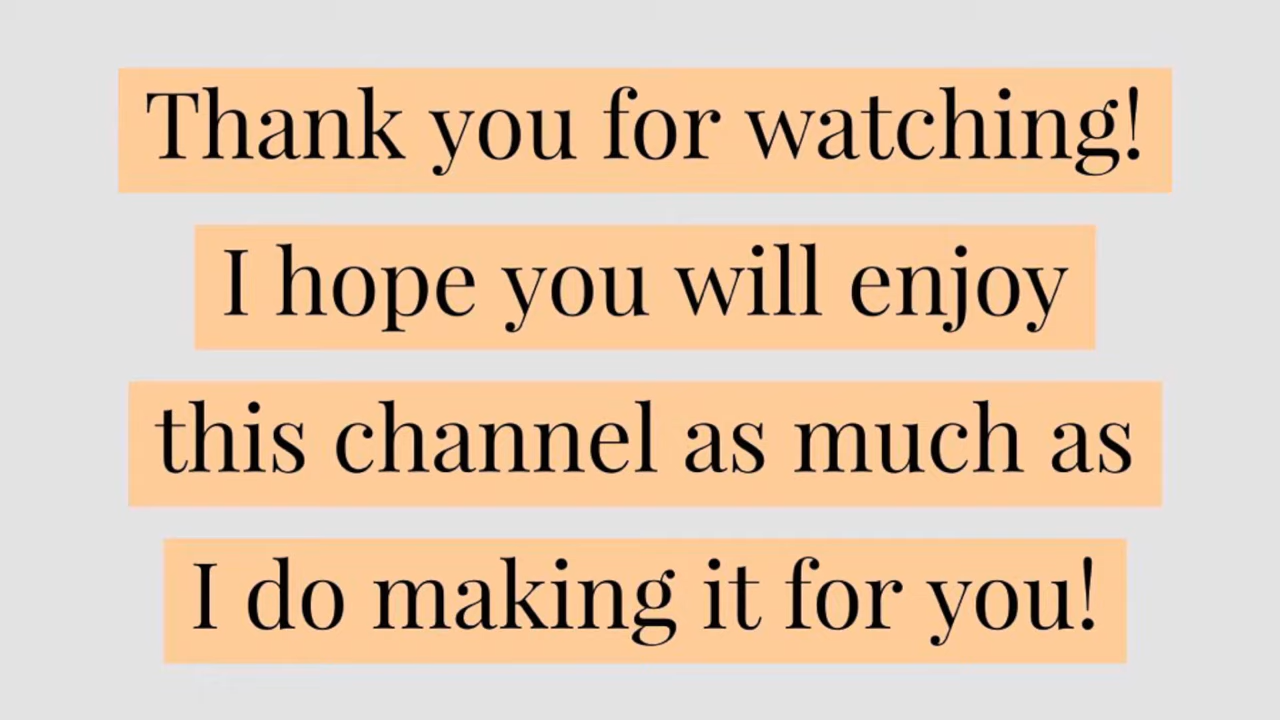 Thank you for watching!
I hope you will enjoy
this channel as much as
I do making it for you!